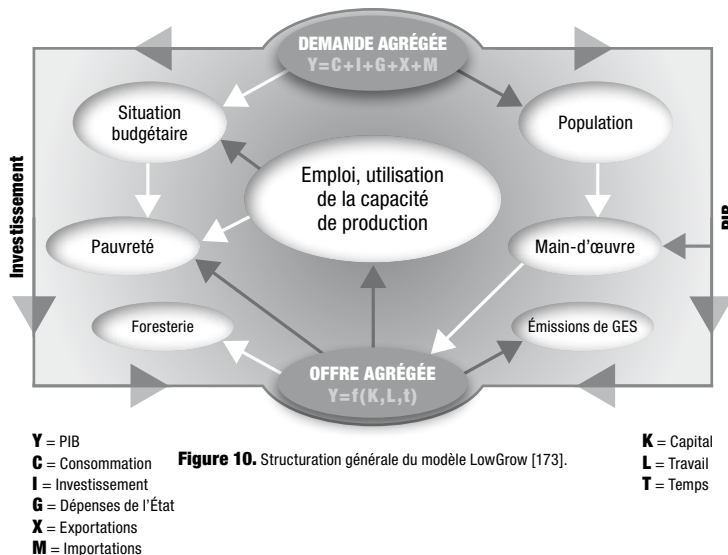 DEMANDE AGRÉGÉE
Y=C+I+G+X+M
Situation
budgétaire
Population
Emploi, utilisation
de la capacité
de production
Investissement
PIB
Pauvreté
Main-d'œuvre
Foresterie
Émissions de GES
OFFRE AGRÉGÉE
Y=f(K,L,t)
Y = PIB
C = Consommation
I = Investissement
G = Dépenses de l'État
X = Exportations
M = Importations
Figure 10. Structuration générale du modèle LowGrow [173].
K = Capital
L = Travail
T = Temps